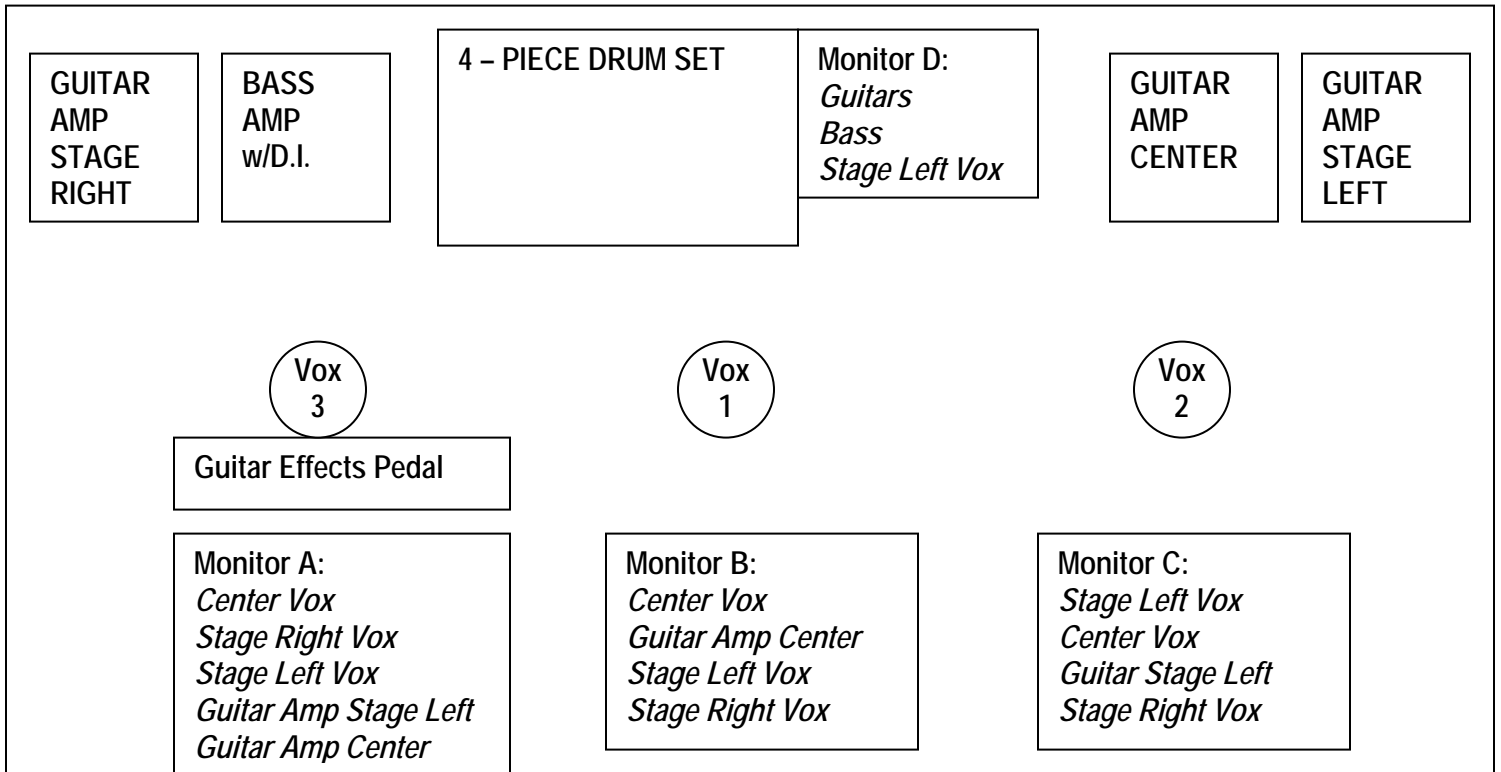 GUITAR
AMP
STAGE
RIGHT
BASS
AMP
w/D.I.
4 – PIECE DRUM SET
Monitor D:
Guitars
Bass
Stage Left Vox
GUITAR
AMP
CENTER
GUITAR
AMP
STAGE
LEFT
Vox
3
Vox
1
Vox
2
Guitar Effects Pedal
Monitor A:
Center Vox
Stage Right Vox
Stage Left Vox
Guitar Amp Stage Left
Guitar Amp Center
Monitor B:
Center Vox
Guitar Amp Center
Stage Left Vox
Stage Right Vox
Monitor C:
Stage Left Vox
Center Vox
Guitar Stage Left
Stage Right Vox